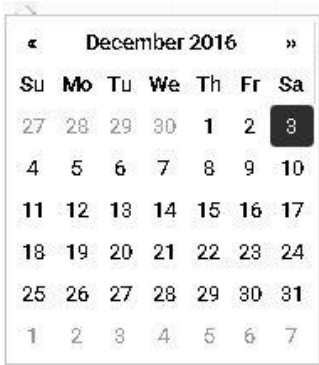 « December 2016 »
Su Mo Tu We Th Fr Sa
27 28 29 30 1 2 3
4 5 6 7 8 9 10
11 12 13 14 15 16 17
18 19 20 21 22 23 24
25 26 27 28 29 30 31
1 2 3 4 5 6 7